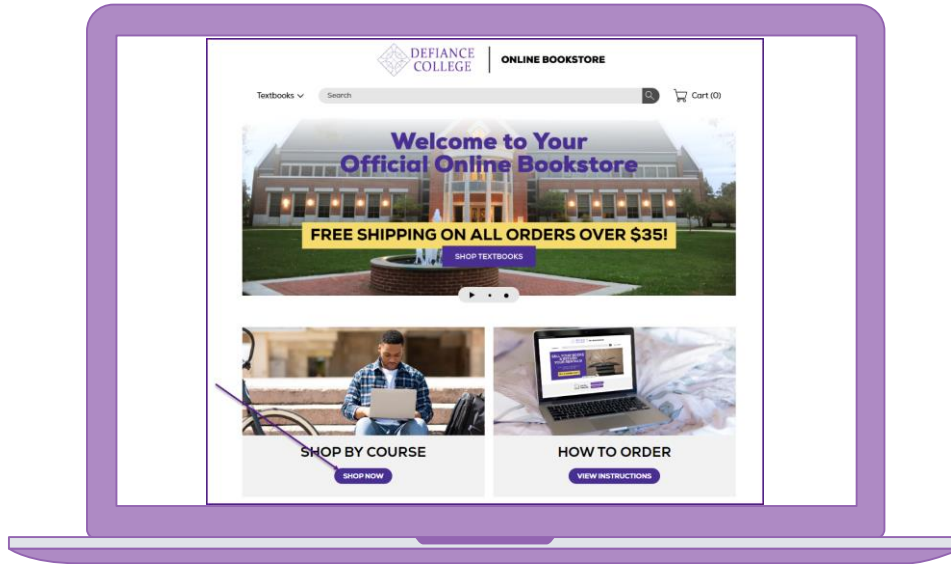 DEFIANCE
COLLEGE
ONLINE BOOKSTORE
Textbooks
Search
Cart (0)
Welcome to Your
Official Online Bookstore
FREE SHIPPING ON ALL ORDERS OVER $35!
SHOP TEXTBOOKS
SHOP BY COURSE
SHOP NOW
HOW TO ORDER
VIEW INSTRUCTIONS